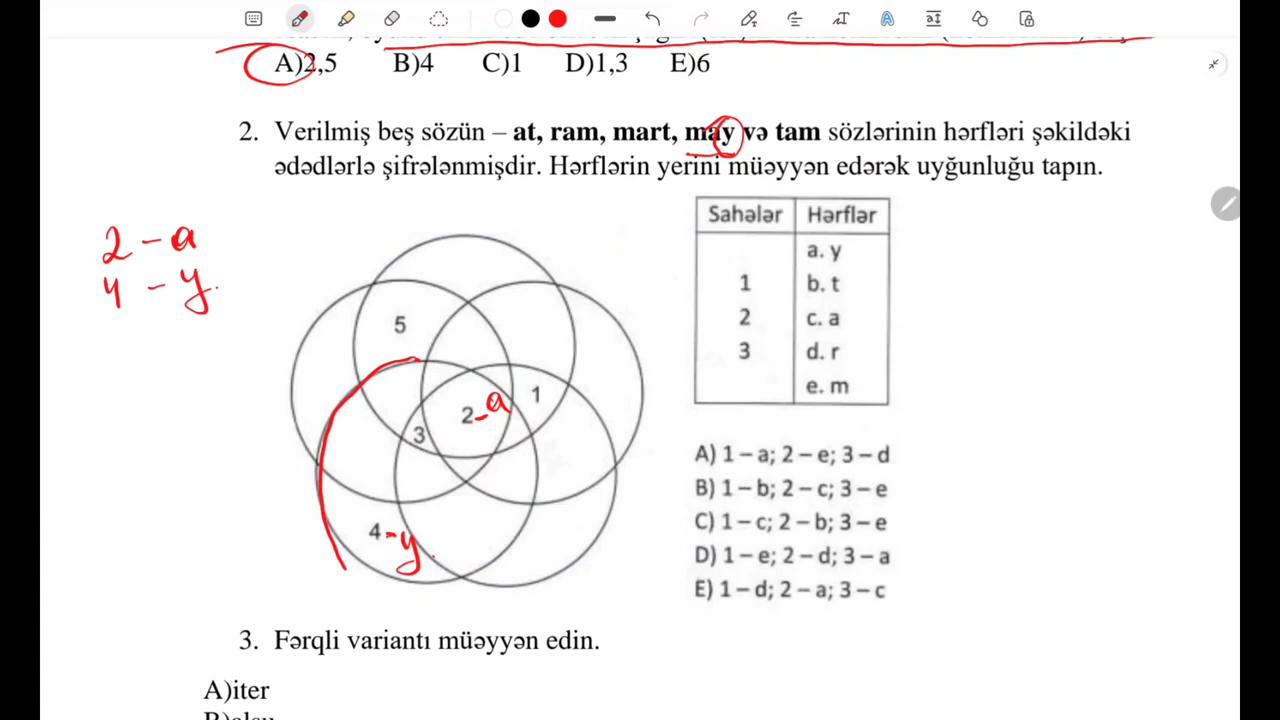 A)2,5 B)4 C)1 D)1,3 E)6
2. Verilmiş beş sözün – at, ram, mart, may və tam sözlərinin hərfləri şəkildəki
ədədlərlə şifrələnmişdir. Hərflərin yerini müəyyən edərək uyğunluğu tapın.
2 - a
4 - y.
5
1
2 - a
3
4 - y.
Sahələr Hərflər
a. y
1 b. t
2 c. a
3 d. r
e. m
A) 1 – a; 2 – e; 3 – d
B) 1 – b; 2 – c; 3 – e
C) 1 – c; 2 – b; 3 – e
D) 1 – e; 2 – d; 3 – a
E) 1 – d; 2 – a; 3 – c
3. Fərqli variantı müəyyən edin.
A)iter